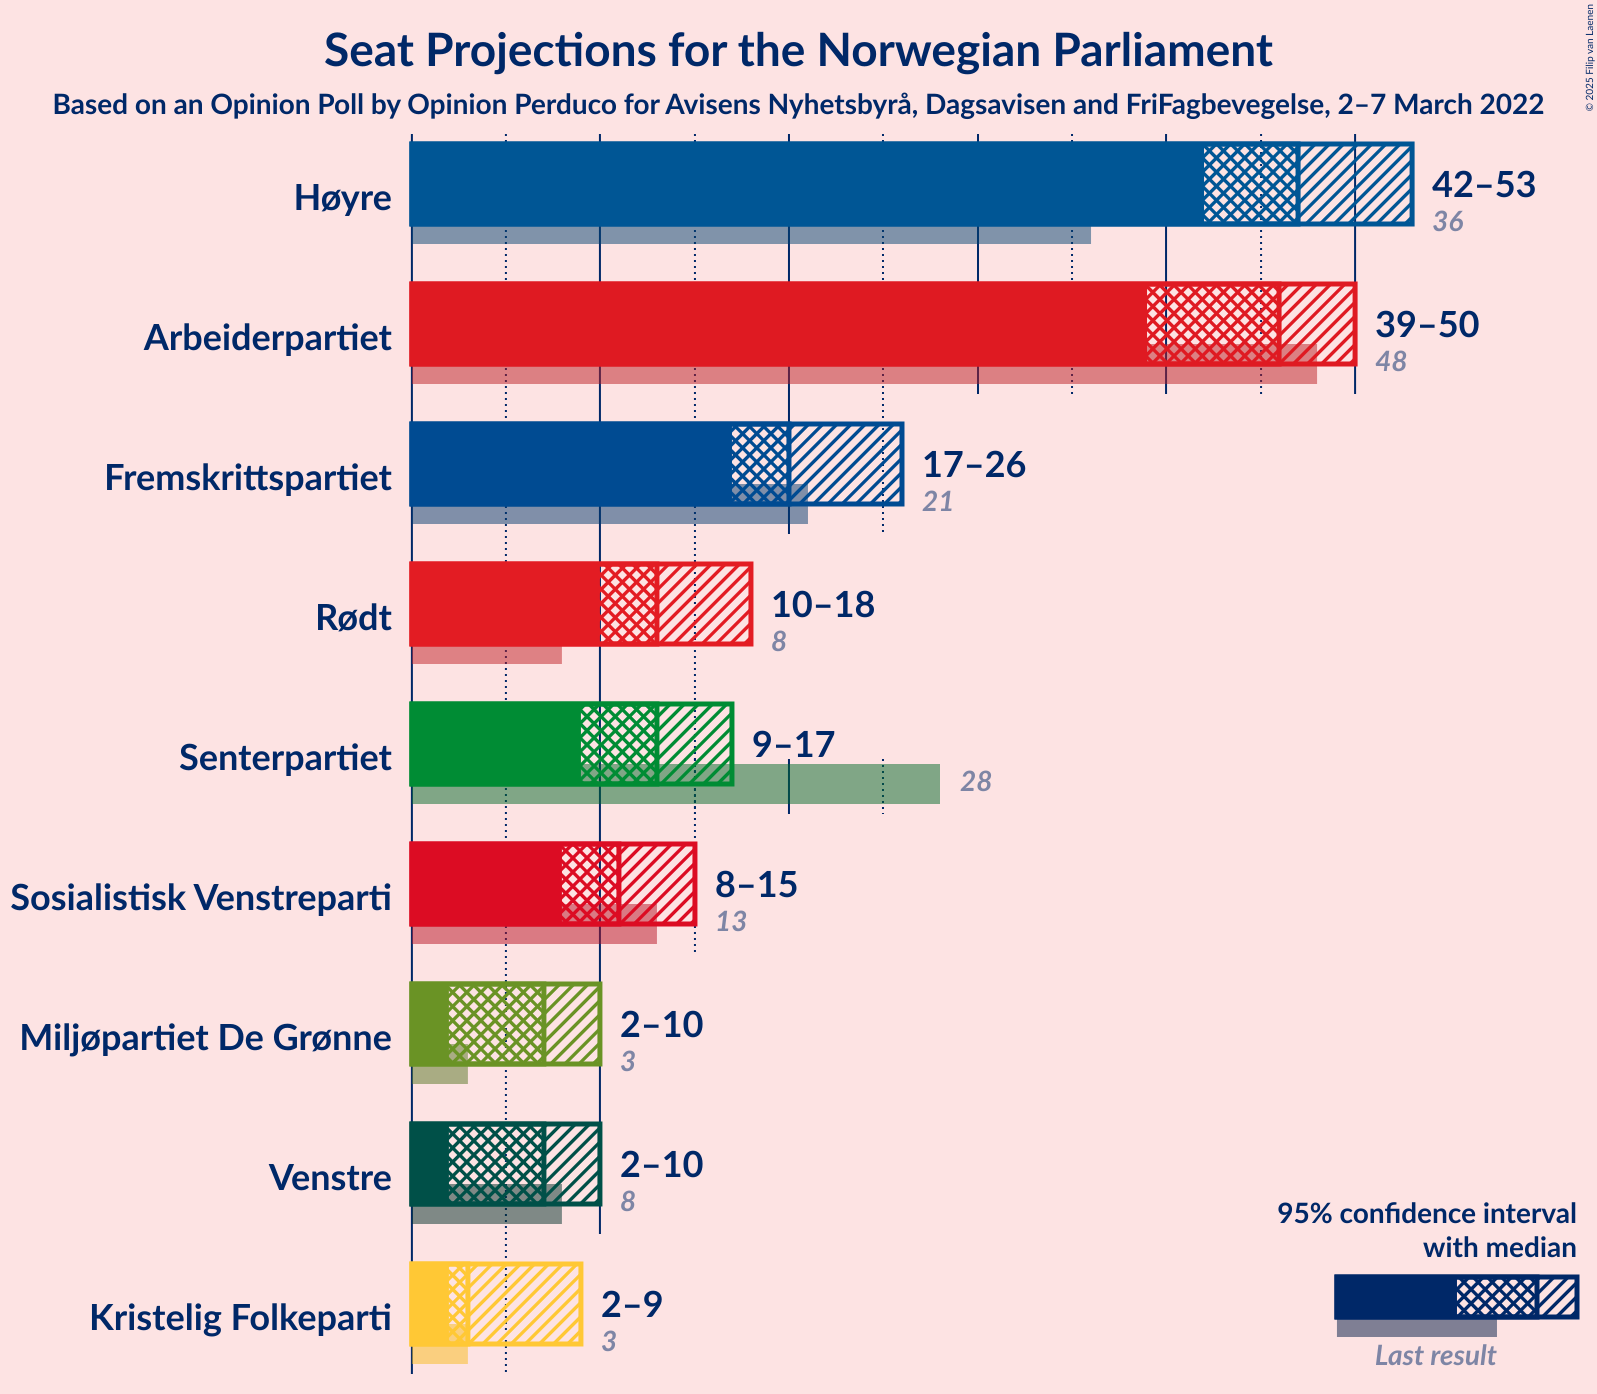 Seat Projections for the Norwegian Parliament
Based on an Opinion Poll by Opinion Perduco for Avisens Nyhetsbyrå, Dagsavisen and FriFagbevegelse, 2–7 March 2022
© 2025 Filip van Laenen
Høyre
42–53
36
Arbeiderpartiet
39–50
48
Fremskrittspartiet
17–26
21
Rødt
10–18
8
Senterpartiet
9–17
28
Sosialistisk Venstreparti
8–15
13
Miljøpartiet De Grønne
2–10
3
Venstre
2–10
8
Kristelig Folkeparti
2–9
3
95% confidence interval
with median
Last result